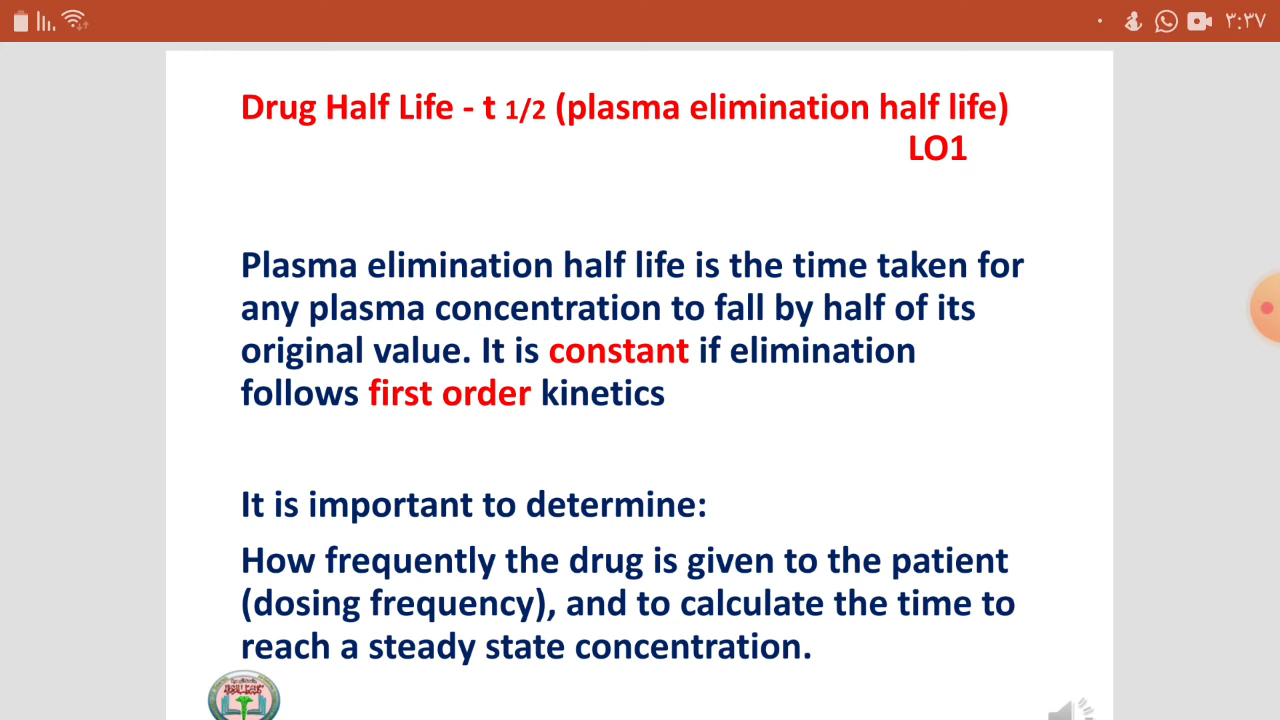 ٣:٣٧
Drug Half Life - t 1/2 (plasma elimination half life)
LO1
Plasma elimination half life is the time taken for
any plasma concentration to fall by half of its
original value. It is constant if elimination
follows first order kinetics
It is important to determine:
How frequently the drug is given to the patient
(dosing frequency), and to calculate the time to
reach a steady state concentration.